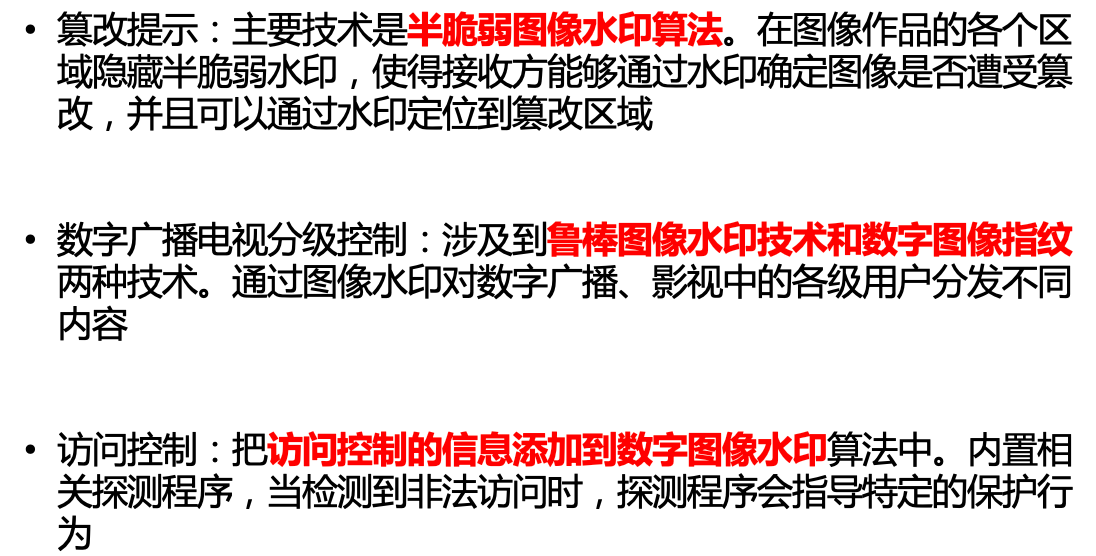 • 篡改提示：主要技术是半脆弱图像水印算法。在图像作品的各个区
域隐藏半脆弱水印，使得接收方能够通过水印确定图像是否遭受篡
改，并且可以通过水印定位到篡改区域
• 数字广播电视分级控制：涉及到鲁棒图像水印技术和数字图像指纹
两种技术。通过图像水印对数字广播、影视中的各级用户分发不同
内容
• 访问控制：把访问控制的信息添加到数字图像水印算法中。内置相
关探测程序，当检测到非法访问时，探测程序会指导特定的保护行
为